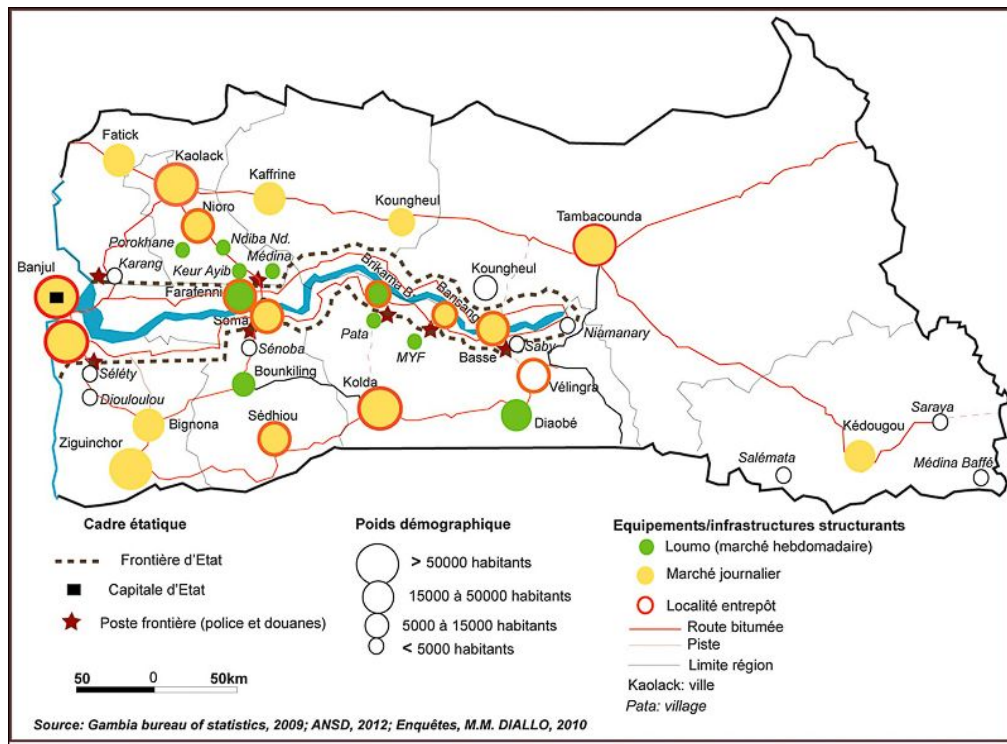 Fatick
Kaolack
Kaffrine
Nioro
Koungheul
Tambacounda
Porokhane
Ndiba Nd.
Médina
Karang
Keur Ayib
Banjul
Farafenni
Brikama B.
Koungheul
Bansang
Soma
Niamanary
Pata
MYF
Basse
Saby
Séléty
Sénoba
Diouloulou
Bounkiling
Kolda
Vélingra
Sédhiou
Bignona
Diaobé
Ziguinchor
Kédougou
Saraya
Salémata
Médina Baffé
Cadre étatique
Frontière d'Etat
Capitale d'Etat
Poste frontière (police et douanes)
Poids démographique
> 50000 habitants
15000 à 50000 habitants
5000 à 15000 habitants
< 5000 habitants
Equipements/infrastructures structurants
Loumo (marché hebdomadaire)
Marché journalier
Localité entrepôt
Route bitumée
Piste
Limite région
Kaolack: ville
Pata: village
50 0 50km
Source: Gambia bureau of statistics, 2009; ANSD, 2012; Enquêtes, M.M. DIALLO, 2010